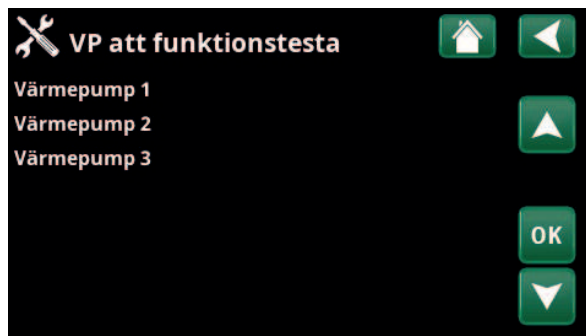 VP att funktionstesta
Värmepump 1
Värmepump 2
Värmepump 3
OK